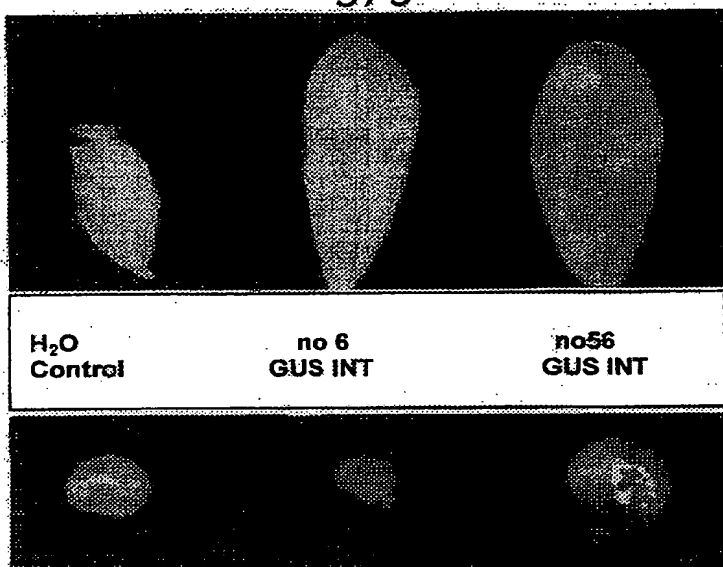 H₂O
Control
no 6
GUS INT
no56
GUS INT